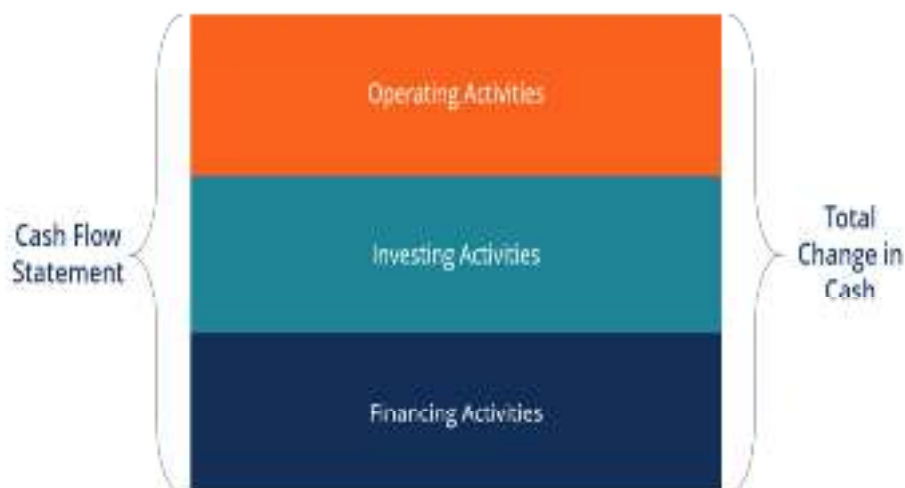 Operating Activities
Cash Flow
Statement
Investing Activities
Total
Change in
Cash
Financing Activities